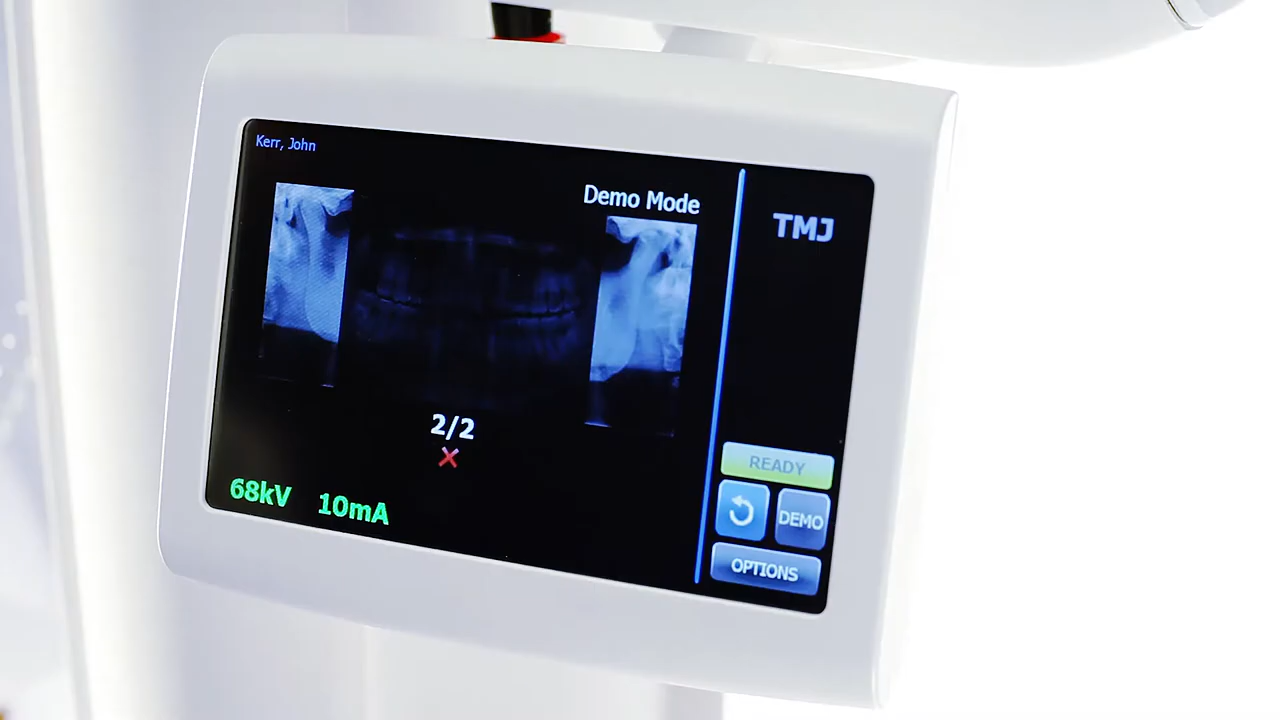 Kerr, John
Demo Mode
TMJ
2/2
68kV 10mA
READY
DEMO
OPTIONS